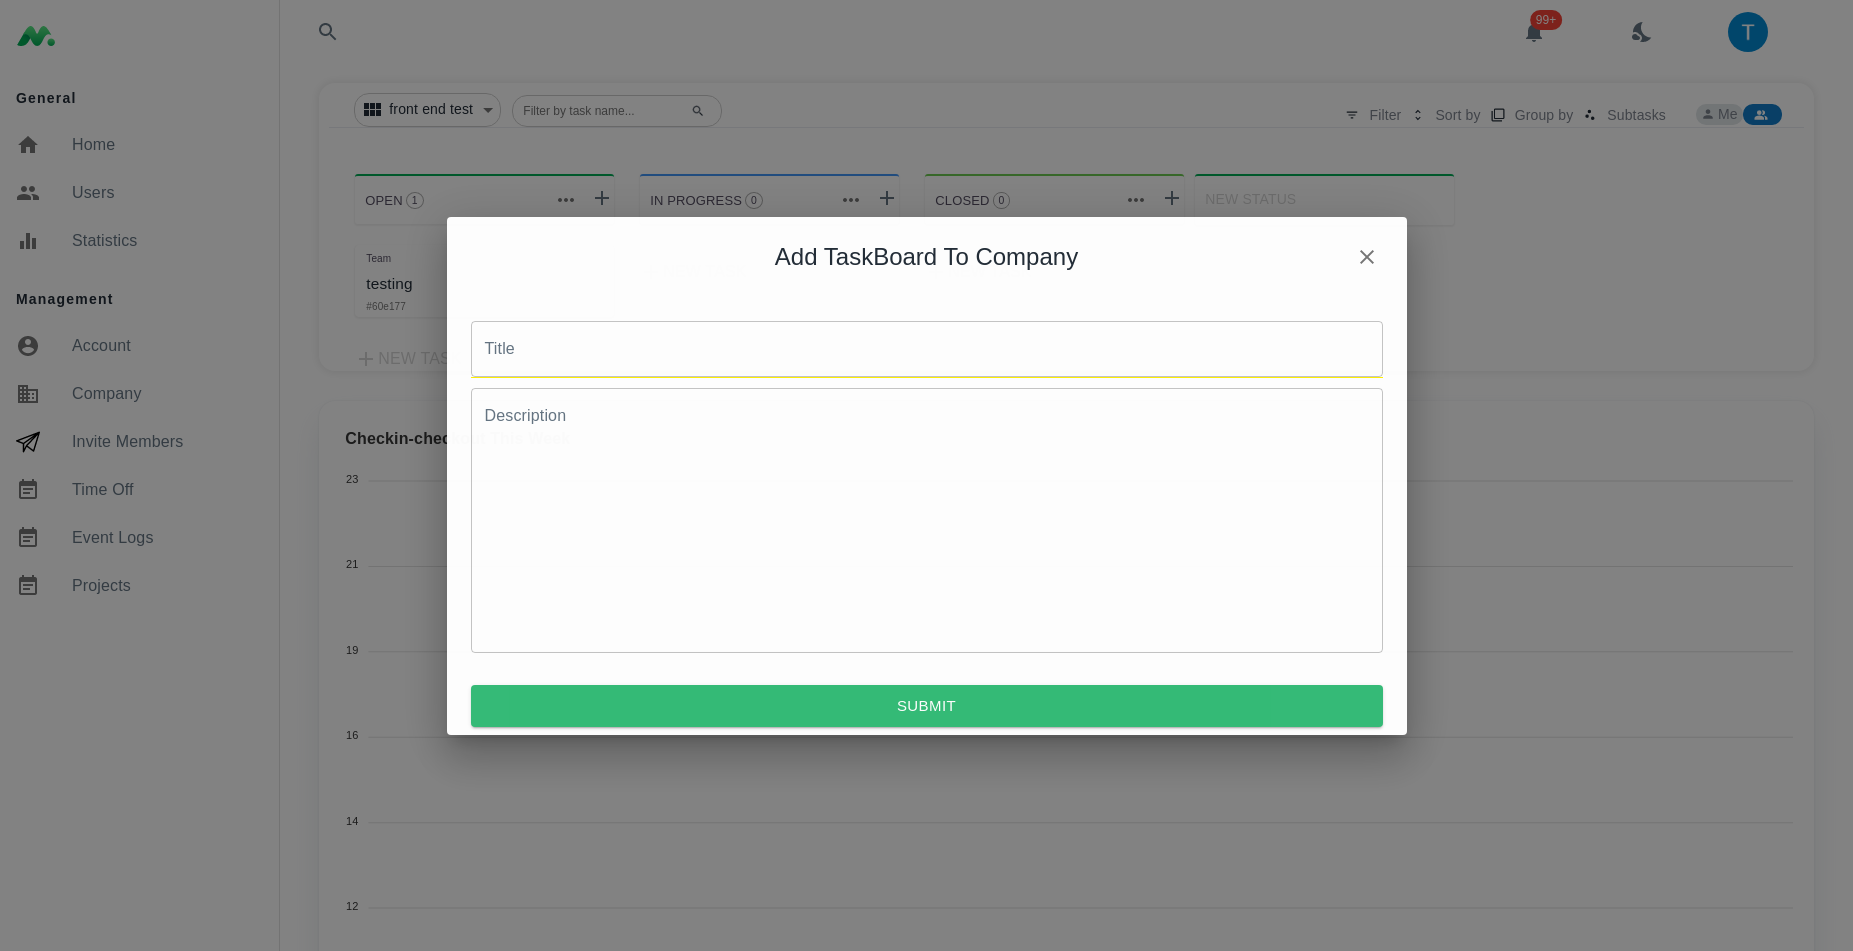 99+
T
General
Home
Users
Statistics
Management
Account
Company
Invite Members
Time Off
Event Logs
Projects
front end test
Filter by task name...
Filter
Sort by
Group by
Subtasks
Me
OPEN 1
IN PROGRESS 0
CLOSED 0
NEW STATUS
Team
testing
#60e177
NEW TAS
Add TaskBoard To Company
Title
Description
SUBMIT
Checkin-chec
23
21
19
16
14
12